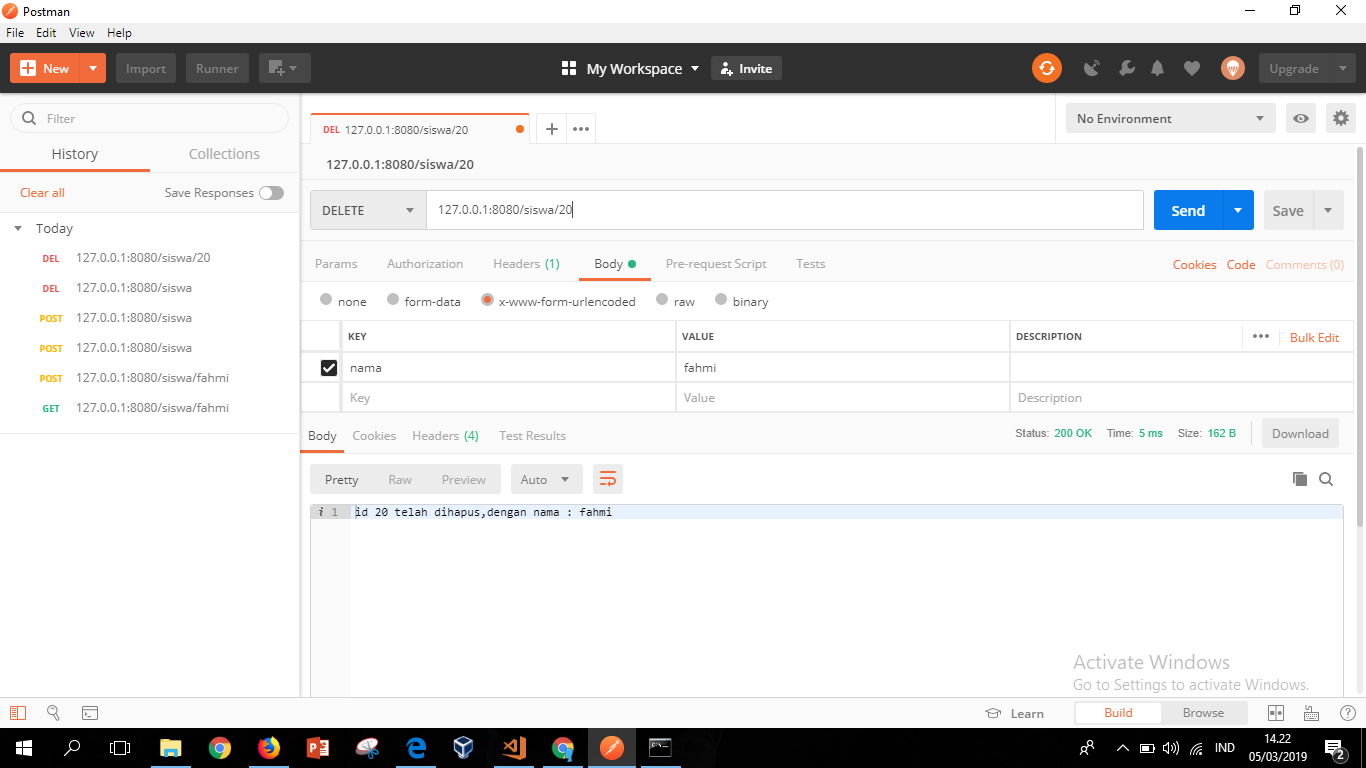 Postman
File Edit View Help
New Import Runner My Workspace Invite Upgrade
Filter
History Collections
Clear all Save Responses
Today
DEL 127.0.0.1:8080/siswa/20
DEL 127.0.0.1:8080/siswa
POST 127.0.0.1:8080/siswa
POST 127.0.0.1:8080/siswa
POST 127.0.0.1:8080/siswa/fahmi
GET 127.0.0.1:8080/siswa/fahmi
DEL 127.0.0.1:8080/siswa/20
No Environment
127.0.0.1:8080/siswa/20
DELETE 127.0.0.1:8080/siswa/20 Send Save
Params Authorization Headers (1) Body Pre-request Script Tests Cookies Code Comments (0)
none form-data x-www-form-urlencoded raw binary
KEY VALUE DESCRIPTION Bulk Edit
nama fahmi
Key Value Description
Body Cookies Headers (4) Test Results Status: 200 OK Time: 5 ms Size: 162 B Download
Pretty Raw Preview Auto
i 1 id 20 telah dihapus,dengan nama : fahmi
Activate Windows
Go to Settings to activate Windows.
Learn Build Browse
IND 14.22
05/03/2019 2